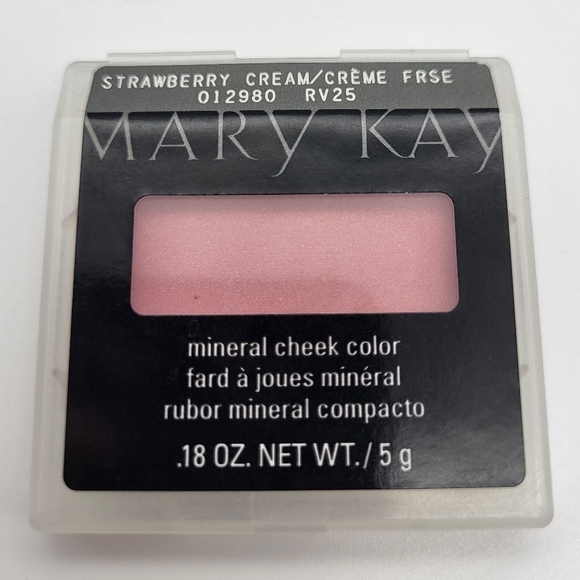 STRAWBERRY CREAM/CRÈME FRSE
012980 RV25
MARY KAY
mineral cheek color
fard à joues minéral
rubor mineral compacto
.18 OZ. NET WT./5 g